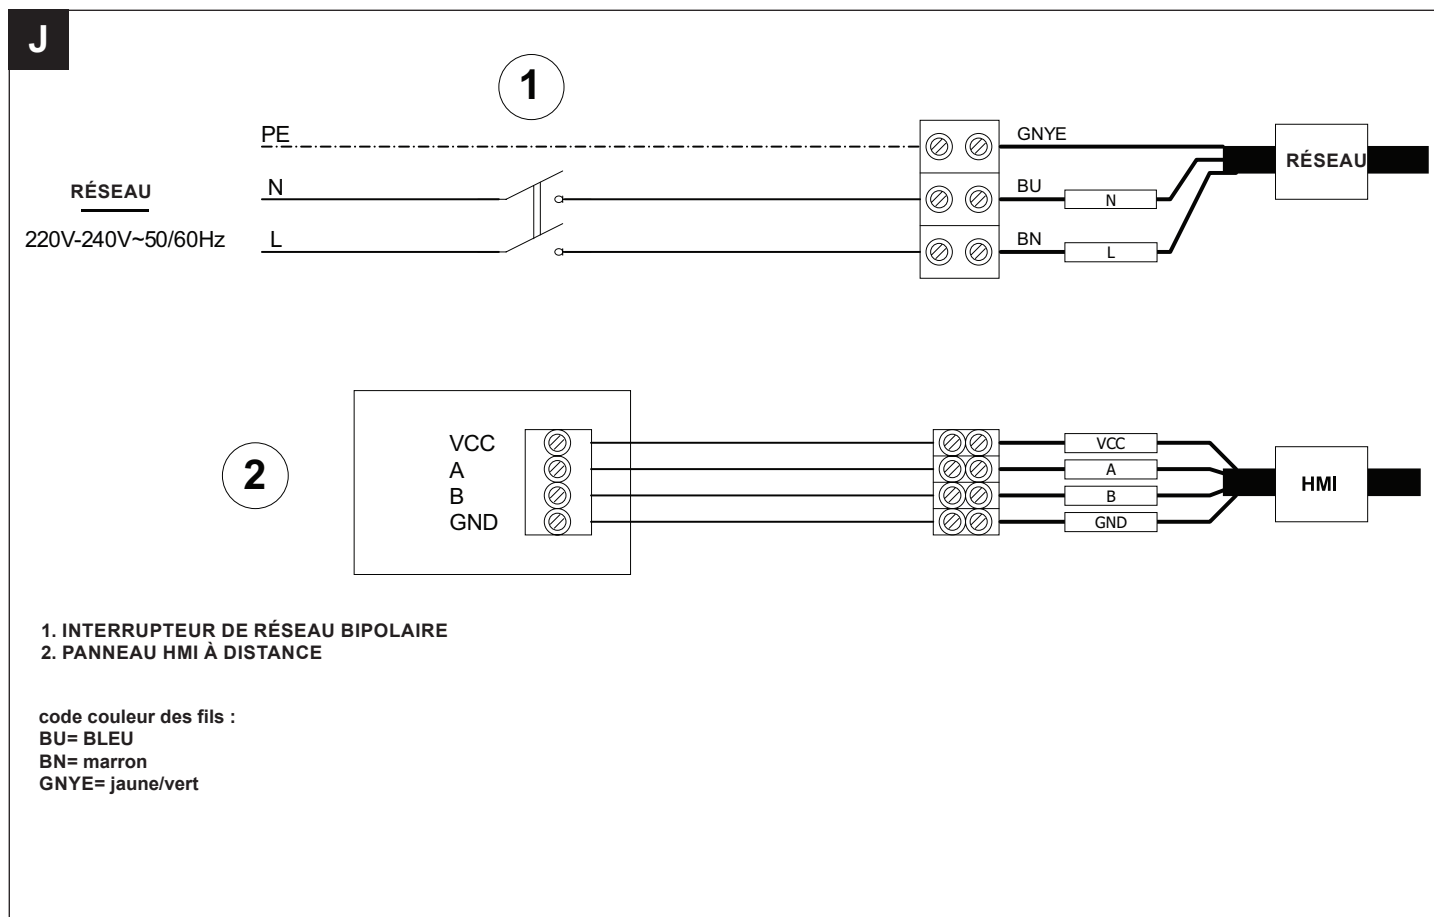 J
1
PE
GNYE
RÉSEAU
RÉSEAU
N
BU
N
220V-240V~50/60Hz
L
BN
L
2
VCC
A
B
GND
VCC
A
B
GND
HMI
1. INTERRUPTEUR DE RÉSEAU BIPOLAIRE
2. PANNEAU HMI À DISTANCE
code couleur des fils :
BU= BLEU
BN= marron
GNYE= jaune/vert